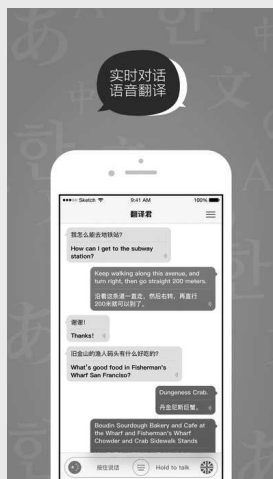 实时对话
语音翻译
Sketch
9:41 AM
100%
翻译君
我怎么能去地铁站?
How can I get to the subway
station?
Keep walking along this avenue, and
turn right, then go straight 200 meters.
沿着这条道一直走,然后右转,再直行
200米就可以到了。
谢谢!
Thanks!
旧金山的渔人码头有什么好吃的?
What's good food in Fisherman's
Wharf San Francisco?
Dungeness Crab.
丹金尼斯巨蟹。
Boudin Sourdough Bakery and Cafe at
the Wharf and Fisherman's Wharf
Chowder and Crab Sidewalk Stands
按住说话
Hold to talk